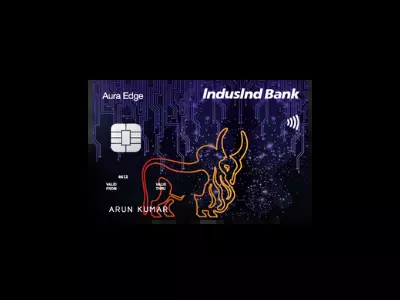 Aura Edge
IndusInd Bank
VALID
FROM
VALID
THRU
ARUN KUMAR